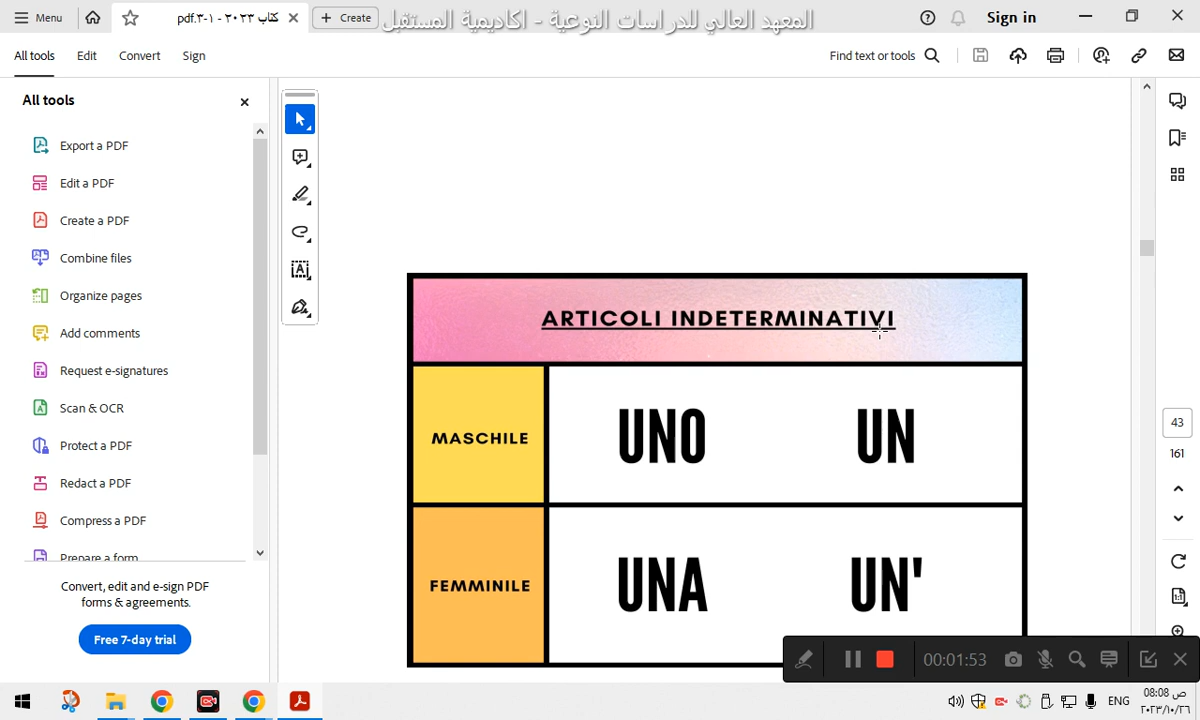 Menu
كتاب ٢٠٢٣ - ١-٣.pdf
Create
المعهد العالي للدراسات النوعية - اكاديمية المستقبل
Sign in
All tools
Edit
Convert
Sign
Find text or tools
All tools
Export a PDF
Edit a PDF
Create a PDF
Combine files
Organize pages
Add comments
Request e-signatures
Scan & OCR
Protect a PDF
Redact a PDF
Compress a PDF
Prepare a form
Convert, edit and e-sign PDF
forms & agreements.
Free 7-day trial
ARTICOLI INDETERMINATIVI
MASCHILE
UNO UN
FEMMINILE
UNA UN'
43
161
00:01:53
ENG
08:08 ص
٢٠٢٣/١٠/٢٦